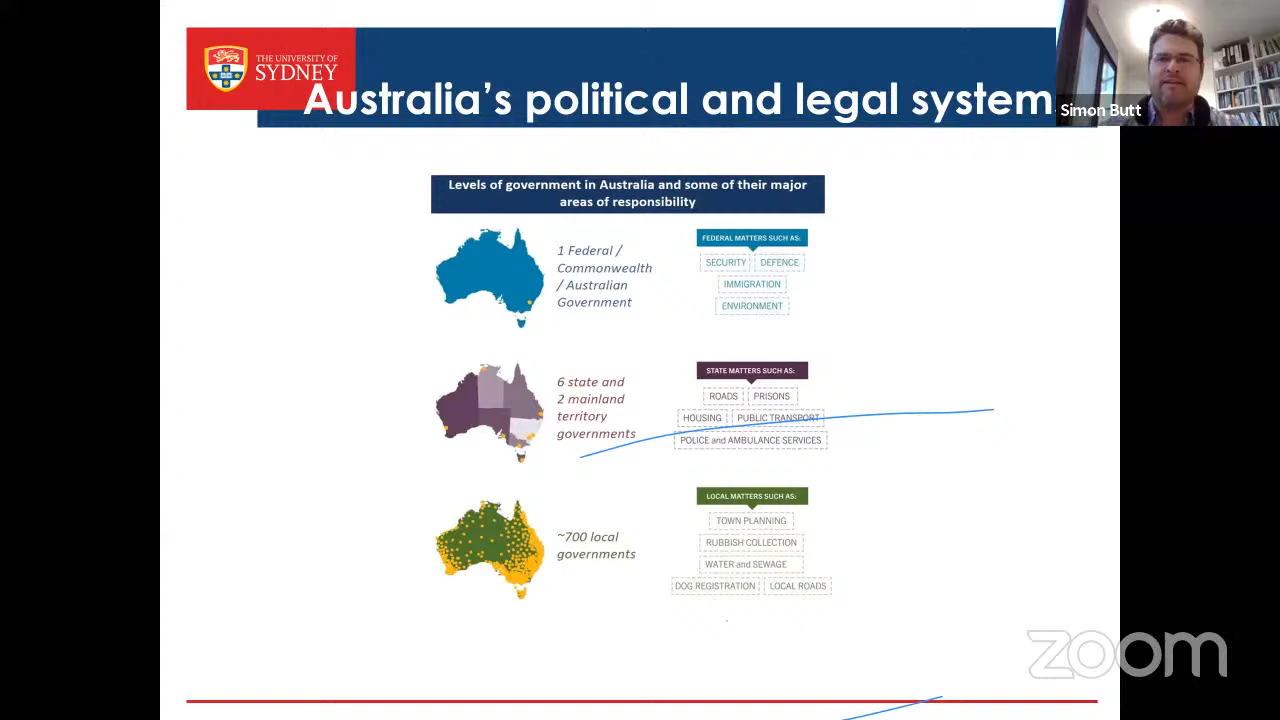 THE UNIVERSITY OF
SYDNEY
Australia's political and legal system
Simon Butt
Levels of government in Australia and some of their major
areas of responsibility
1 Federal /
Commonwealth
/ Australian
Government
FEDERAL MATTERS SUCH AS:
SECURITY DEFENCE
IMMIGRATION
ENVIRONMENT
6 state and
2 mainland
territory
governments
STATE MATTERS SUCH AS:
ROADS PRISONS
HOUSING PUBLIC TRANSPORT
POLICE and AMBULANCE SERVICES
~700 local
governments
LOCAL MATTERS SUCH AS:
TOWN PLANNING
RUBBISH COLLECTION
WATER and SEWAGE
DOG REGISTRATION LOCAL ROADS
zoom